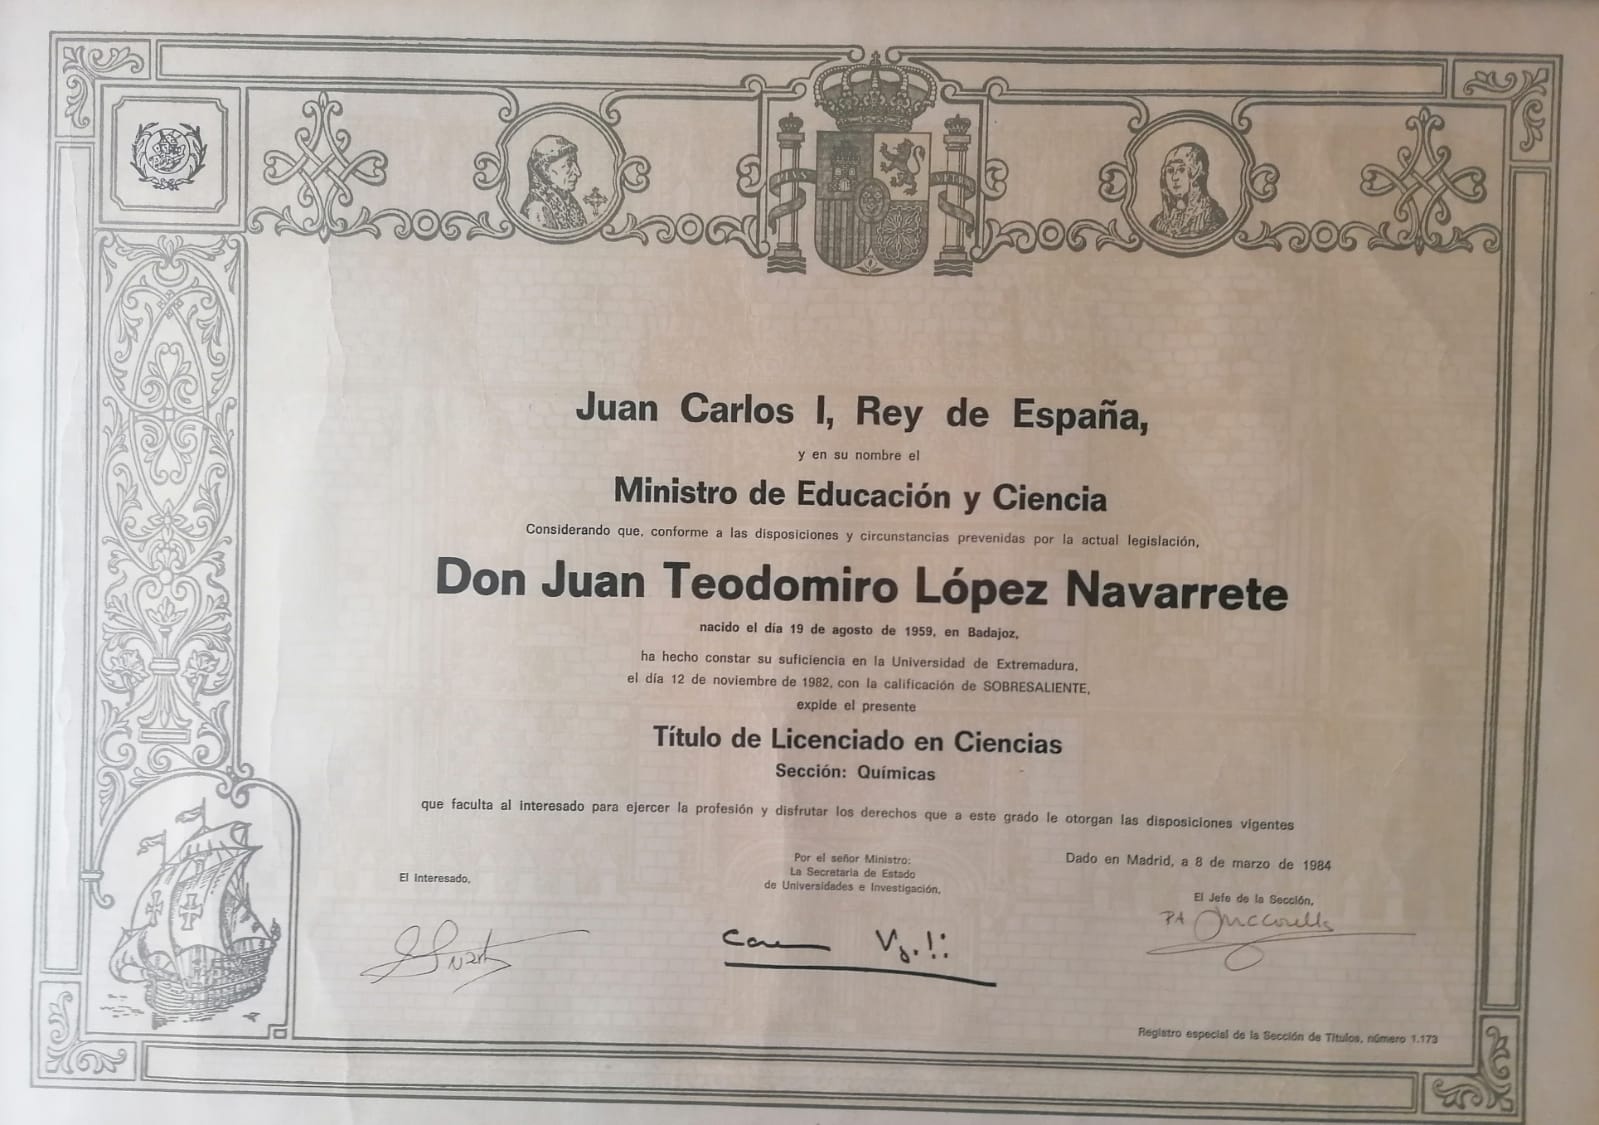 Juan Carlos I, Rey de España,
y en su nombre el
Ministro de Educación y Ciencia
Considerando que, conforme a las disposiciones y circunstancias prevenidas por la actual legislación,
Don Juan Teodomiro López Navarrete
nacido el día 19 de agosto de 1959, en Badajoz,
ha hecho constar su suficiencia en la Universidad de Extremadura,
el día 12 de noviembre de 1982, con la calificación de SOBRESALIENTE,
expide el presente
Título de Licenciado en Ciencias
Sección: Químicas
que faculta al interesado para ejercer la profesión y disfrutar los derechos que a este grado le otorgan las disposiciones vigentes
Dado en Madrid, a 8 de marzo de 1984
El Interesado,
Por el señor Ministro:
La Secretaria de Estado
de Universidades e Investigación,
El Jefe de la Sección,
PA
Registro especial de la Sección de Títulos, número 1.173